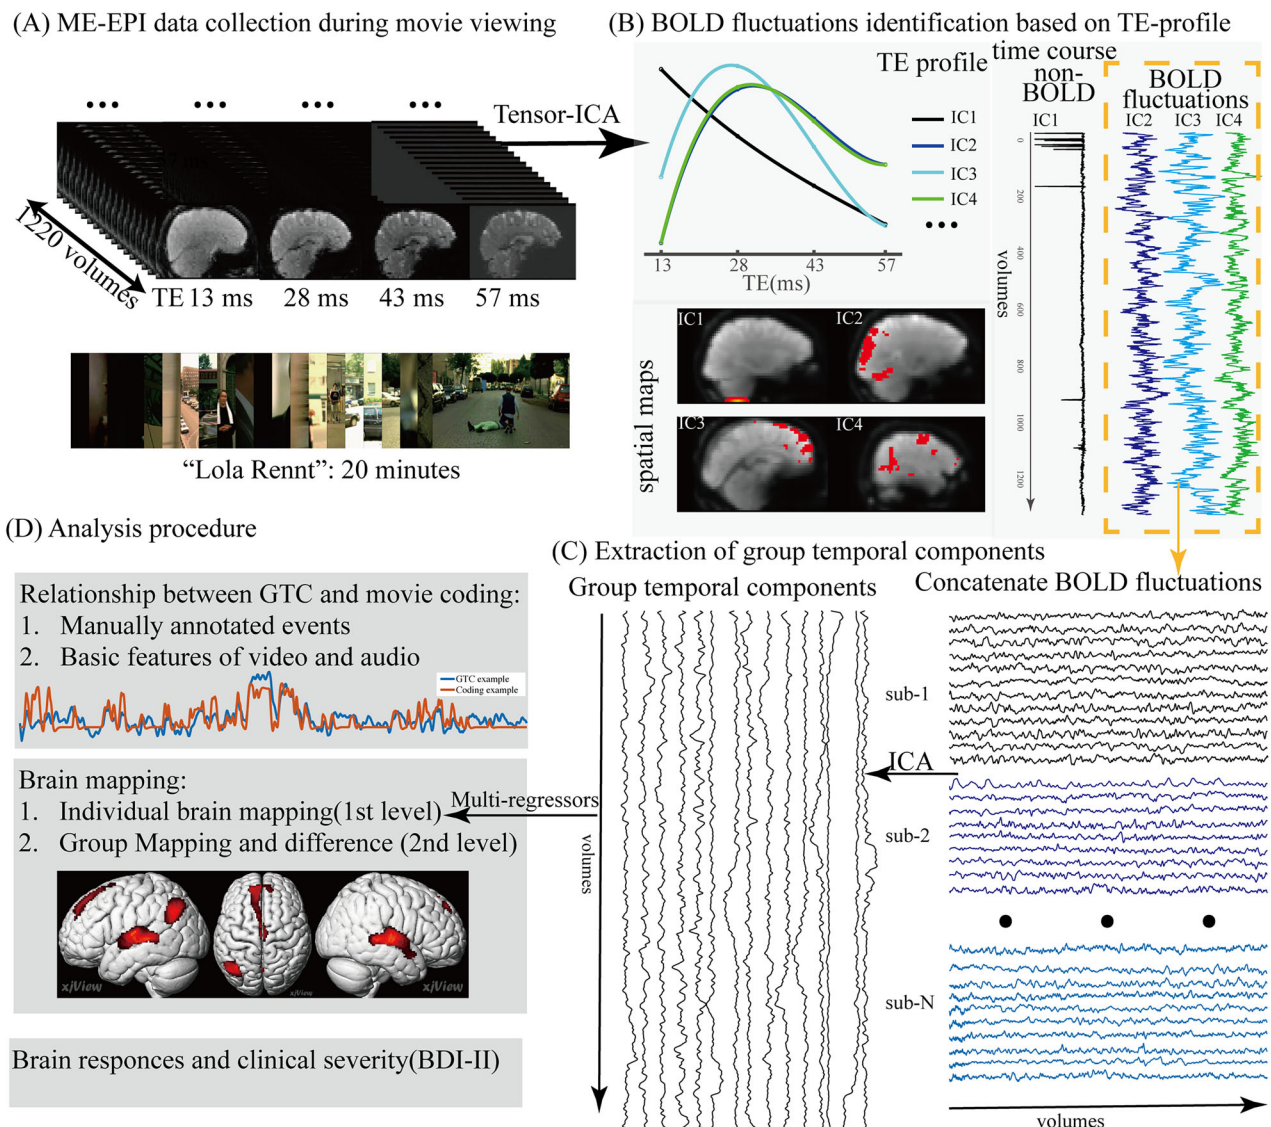 (A) ME-EPI data collection during movie viewing
Tensor-ICA
1220 volumes
TE 13 ms
28 ms
43 ms
57 ms
“Lola Rennt”: 20 minutes
(B) BOLD fluctuations identification based on TE-profile
TE profile
IC1
IC2
IC3
IC4
13
28
43
57
TE(ms)
time course
non-
BOLD
BOLD
fluctuations
IC1
IC2
IC3
IC4
0
200
400
600
800
1000
1200
volumes
spatial maps
IC1
IC2
IC3
IC4
(C) Extraction of group temporal components
Group temporal components
Concatenate BOLD fluctuations
sub-1
ICA
sub-2
sub-N
volumes
volumes
(D) Analysis procedure
Relationship between GTC and movie coding:
1. Manually annotated events
2. Basic features of video and audio
GTC example
Coding example
Brain mapping:
1. Individual brain mapping(1st level)
2. Group Mapping and difference (2nd level)
Multi-regressors
xjView
xjView
xjView
Brain responces and clinical severity(BDI-II)